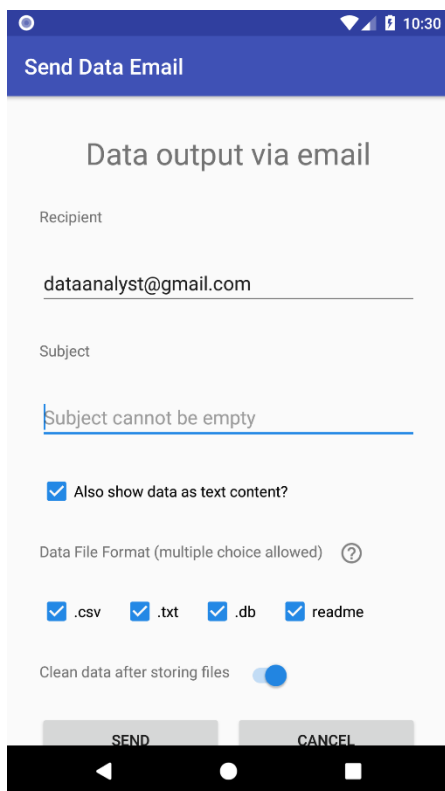 10:30
Send Data Email
Data output via email
Recipient
dataanalyst@gmail.com
Subject
Subject cannot be empty
Also show data as text content?
Data File Format (multiple choice allowed) ?
.csv .txt .db readme
Clean data after storing files
SEND CANCEL